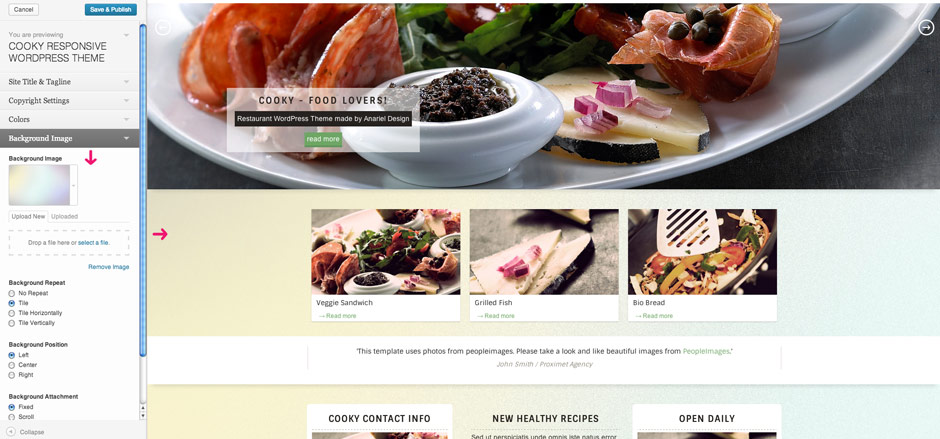 Cancel
Save & Publish
You are previewing
COOKY RESPONSIVE
WORDPRESS THEME
Site Title & Tagline
Copyright Settings
Colors
Background Image
Background Image
Upload New
Uploaded
Drop a file here or select a file.
Remove Image
Background Repeat
No Repeat
Tile
Tile Horizontally
Tile Vertically
Background Position
Left
Center
Right
Background Attachment
Fixed
Scroll
Collapse
COOKY - FOOD LOVERS!
Restaurant WordPress Theme made by Anariel Design
read more
Veggie Sandwich
→ Read more
Grilled Fish
→ Read more
Bio Bread
→ Read more
"This template uses photos from peopleimages. Please take a look and like beautiful images from PeopleImages."
John Smith / Proximet Agency
COOKY CONTACT INFO
NEW HEALTHY RECIPES
Sed ut perspiciatis unde omnis iste natus error
OPEN DAILY